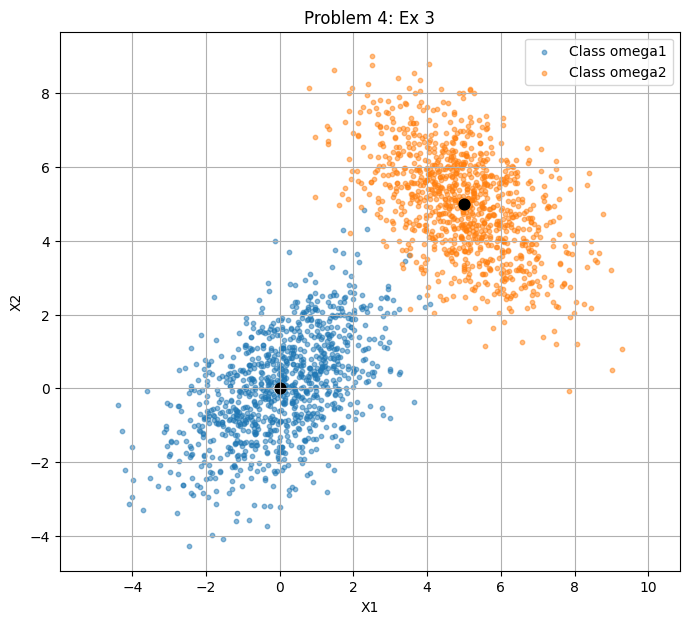 Problem 4: Ex 3
Class omega1
Class omega2
8
6
4
2
0
−2
−4
X2
−4 −2 0 2 4 6 8 10
X1